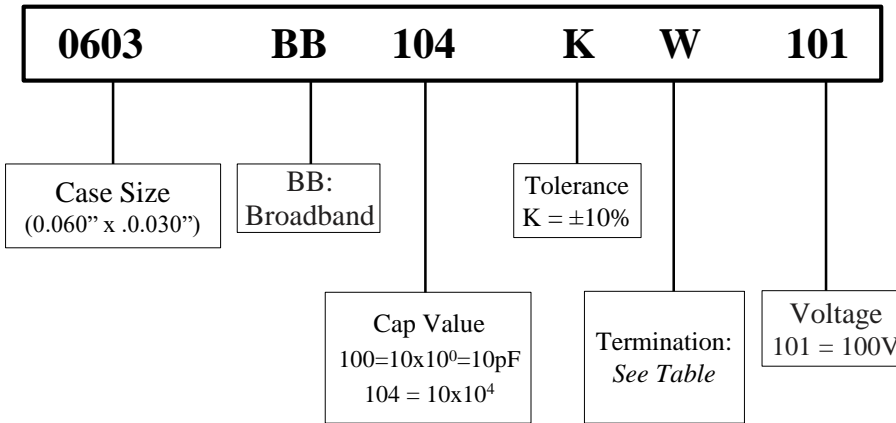 0603 BB 104 K W 101
Case Size
(0.060” x .0.030”)
BB:
Broadband
Tolerance
K = ±10%
Cap Value
100=10x10⁰=10pF
104 = 10x10⁴
Termination:
See Table
Voltage
101 = 100V